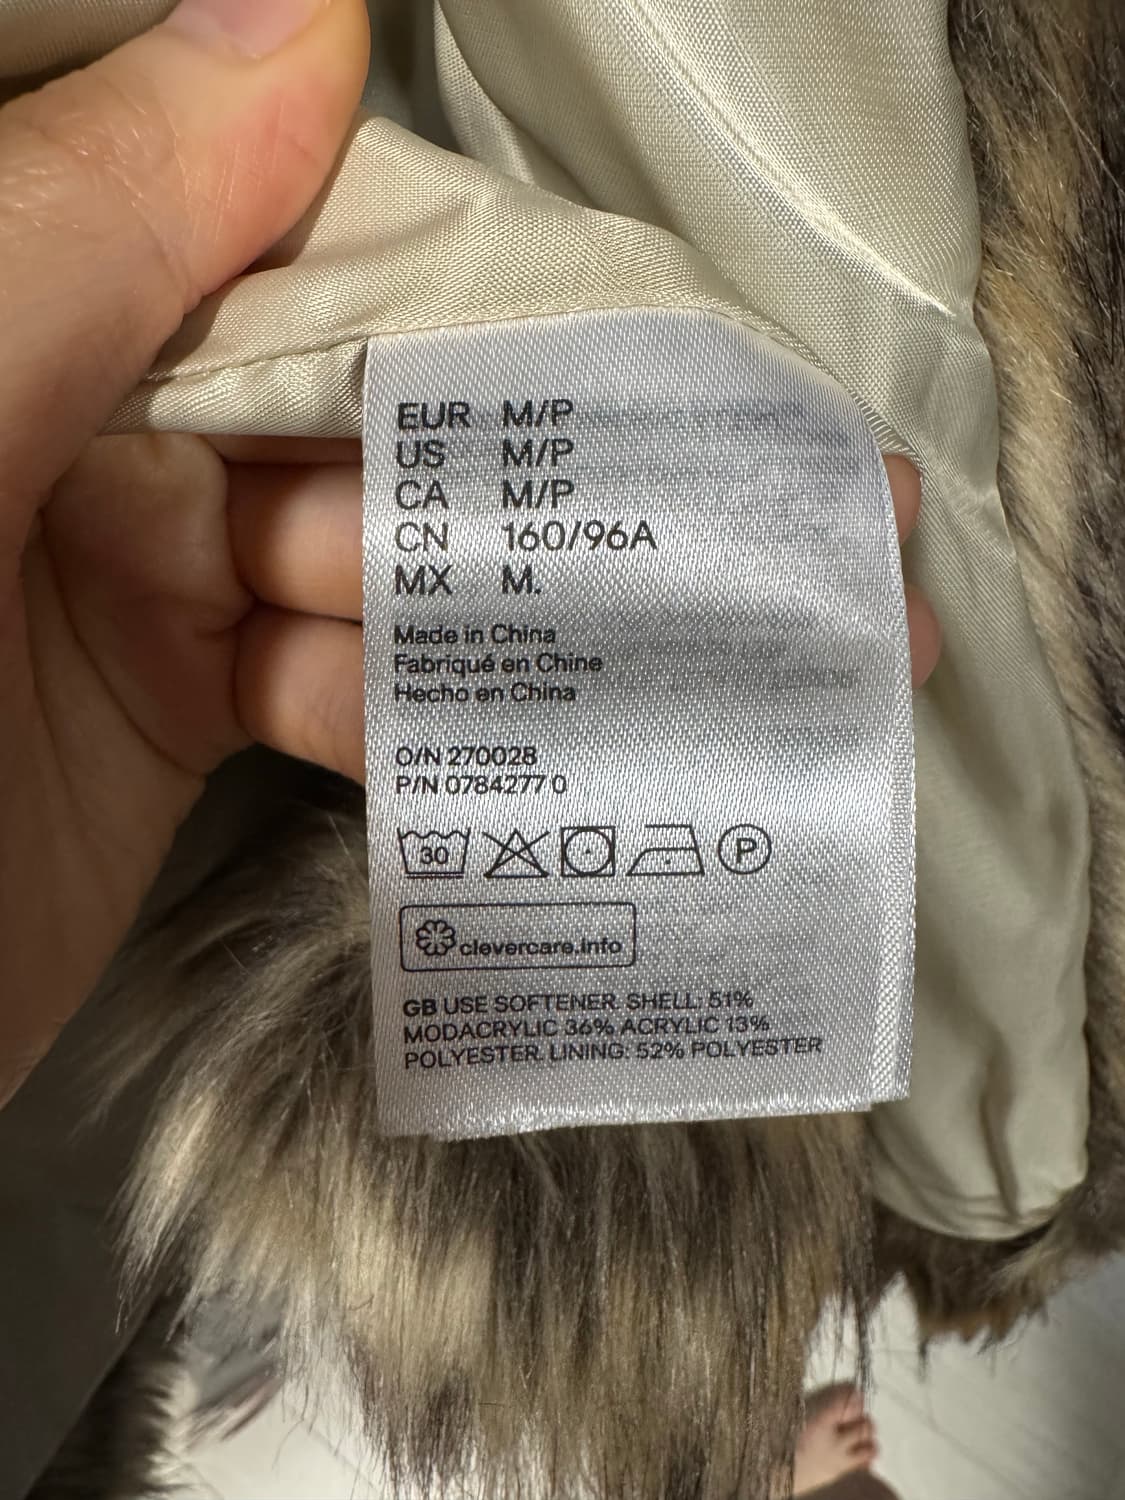 EUR M/P
US M/P
CA M/P
CN 160/96A
MX M.
Made in China
Fabriqué en Chine
Hecho en China
O/N 270028
P/N 0784277 0
30
P
clevercare.info
GB USE SOFTENER. SHELL: 51%
MODACRYLIC 36% ACRYLIC 13%
POLYESTER. LINING: 52% POLYESTER